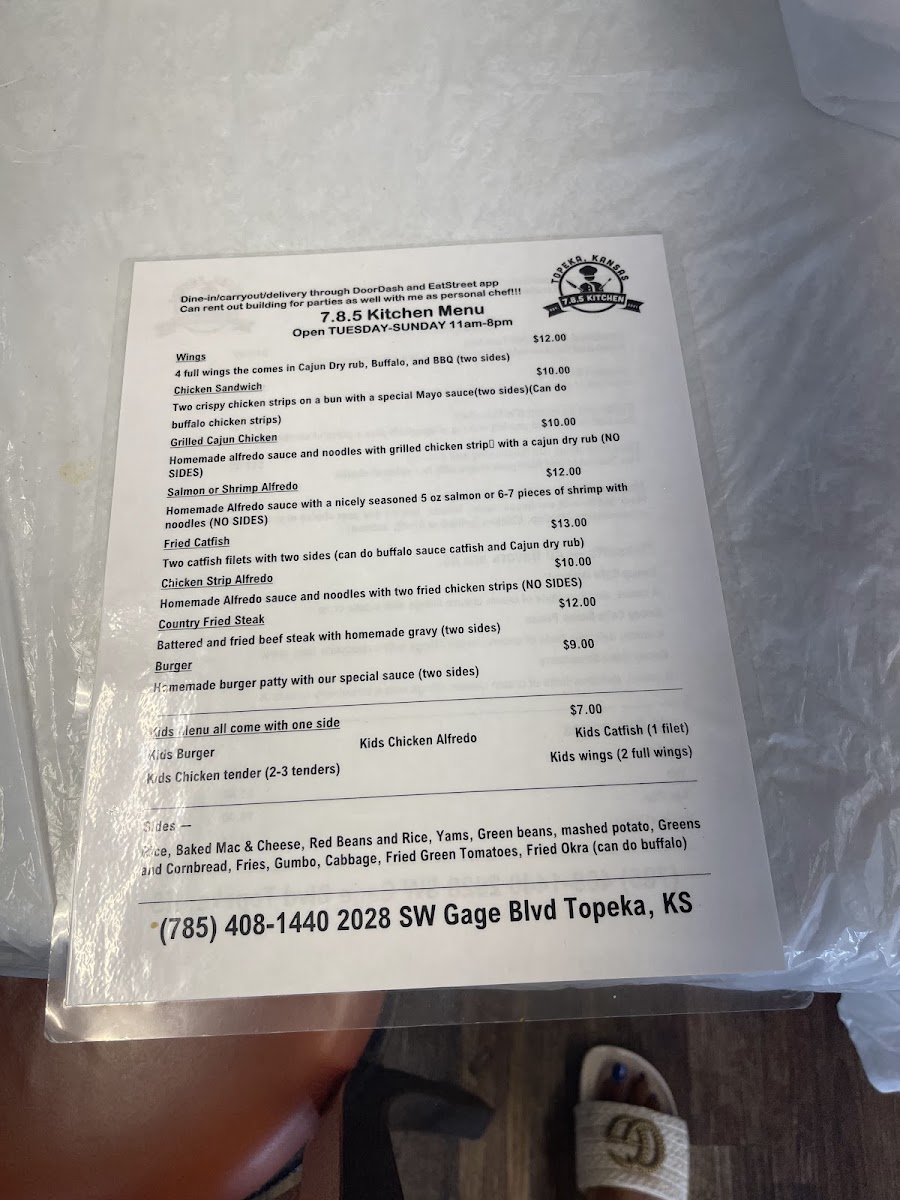 Dine-in/carryout/delivery through DoorDash and EatStreet app
Can rent out building for parties as well with me as personal chef!!!
TOPEKA, KANSAS
7.8.5 KITCHEN
7.8.5 Kitchen Menu
Open TUESDAY-SUNDAY 11am-8pm
Wings $12.00
4 full wings the comes in Cajun Dry rub, Buffalo, and BBQ (two sides)
Chicken Sandwich $10.00
Two crispy chicken strips on a bun with a special Mayo sauce(two sides)(Can do
buffalo chicken strips)
Grilled Cajun Chicken $10.00
Homemade alfredo sauce and noodles with grilled chicken strip▯ with a cajun dry rub (NO
SIDES)
Salmon or Shrimp Alfredo $12.00
Homemade Alfredo sauce with a nicely seasoned 5 oz salmon or 6-7 pieces of shrimp with
noodles (NO SIDES)
Fried Catfish $13.00
Two catfish filets with two sides (can do buffalo sauce catfish and Cajun dry rub)
Chicken Strip Alfredo $10.00
Homemade Alfredo sauce and noodles with two fried chicken strips (NO SIDES)
Country Fried Steak $12.00
Battered and fried beef steak with homemade gravy (two sides)
Burger $9.00
Homemade burger patty with our special sauce (two sides)
Kids Menu all come with one side $7.00
Kids Burger Kids Chicken Alfredo Kids Catfish (1 filet)
Kids Chicken tender (2-3 tenders) Kids wings (2 full wings)
Sides —
Rice, Baked Mac & Cheese, Red Beans and Rice, Yams, Green beans, mashed potato, Greens
and Cornbread, Fries, Gumbo, Cabbage, Fried Green Tomatoes, Fried Okra (can do buffalo)
(785) 408-1440 2028 SW Gage Blvd Topeka, KS